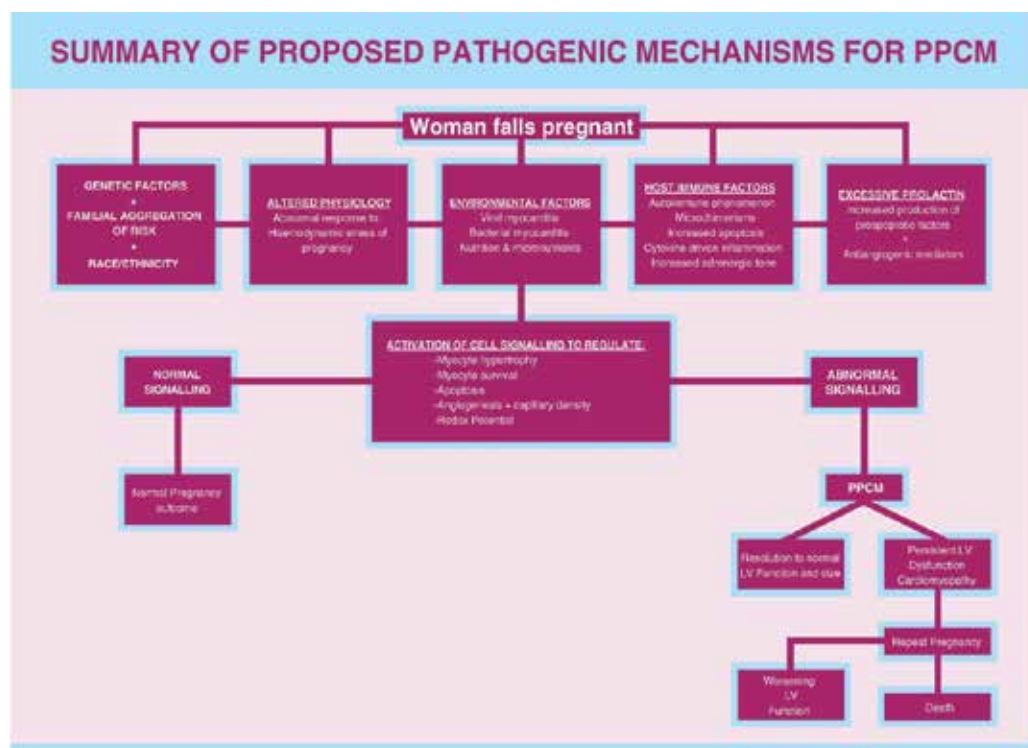 SUMMARY OF PROPOSED PATHOGENIC MECHANISMS FOR PPCM
Woman falls pregnant
GENETIC FACTORS
+
FAMILIAL AGGREGATION
OF RISK
+
RACE/ETHNICITY
ALTERED PHYSIOLOGY
Abnormal response to
Haemodynamic stress of
pregnancy
ENVIRONMENTAL FACTORS
Viral myocarditis
Bacterial myocarditis
Nutrition & micronutrients
HOST IMMUNE FACTORS
Autoimmune phenomenon
Microchimerisms
Increased apoptosis
Cytokine driven inflammation
Increased adrenergic tone
EXCESSIVE PROLACTIN
Increased production of
proapoptotic factors
+
Antiangiogenic mediators
ACTIVATION OF CELL SIGNALLING TO REGULATE:
-Myocyte hypertrophy
-Myocyte survival
-Apoptosis
-Angiogenesis + capillary density
-Redox Potential
NORMAL
SIGNALLING
ABNORMAL
SIGNALLING
Normal Pregnancy
outcome
PPCM
Resolution to normal
LV Function and size
Persistent LV
Dysfunction
Cardiomyopathy
Repeat Pregnancy
Worsening
LV
Function
Death